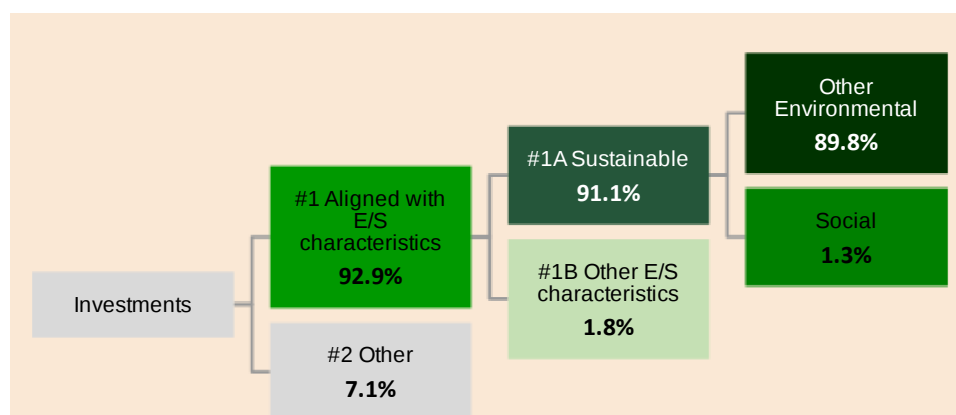 Investments
#1 Aligned with
E/S
characteristics
92.9%
#2 Other
7.1%
#1A Sustainable
91.1%
#1B Other E/S
characteristics
1.8%
Other
Environmental
89.8%
Social
1.3%